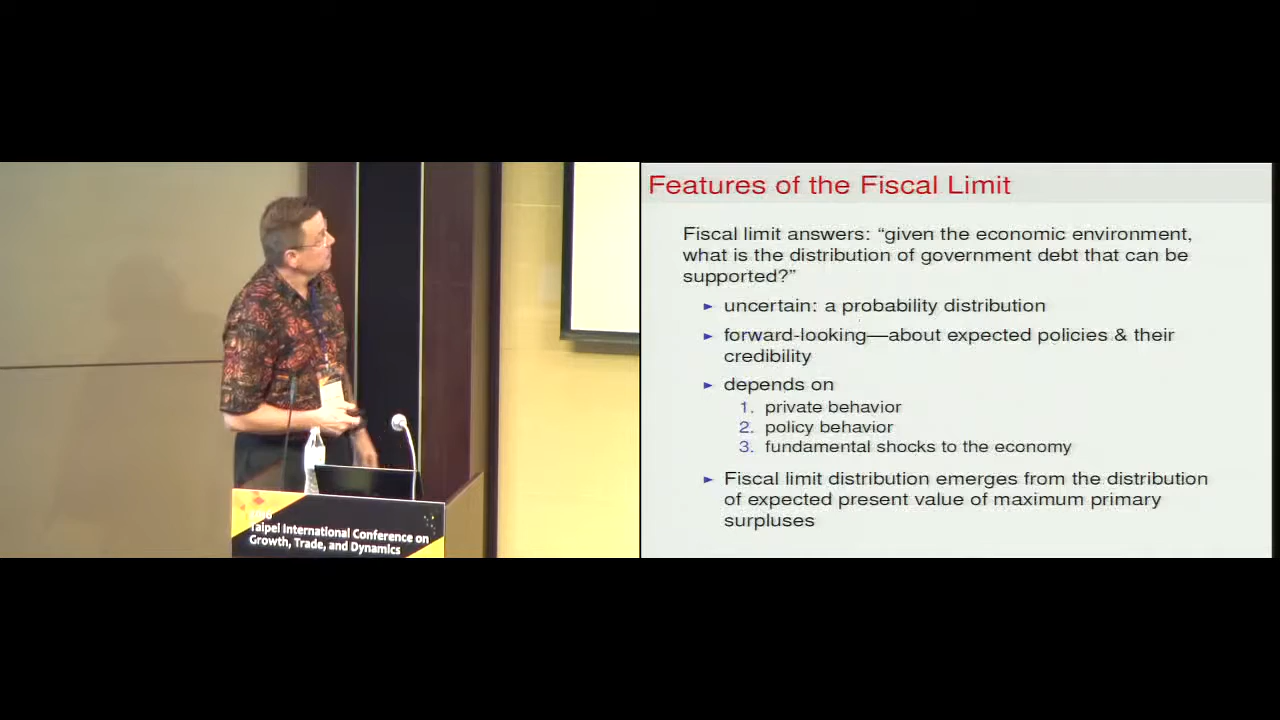 Features of the Fiscal Limit
Fiscal limit answers: “given the economic environment,
what is the distribution of government debt that can be
supported?”
► uncertain: a probability distribution
► forward-looking—about expected policies & their
credibility
► depends on
1. private behavior
2. policy behavior
3. fundamental shocks to the economy
► Fiscal limit distribution emerges from the distribution
of expected present value of maximum primary
surpluses
Taipei International Conference on
Growth, Trade, and Dynamics